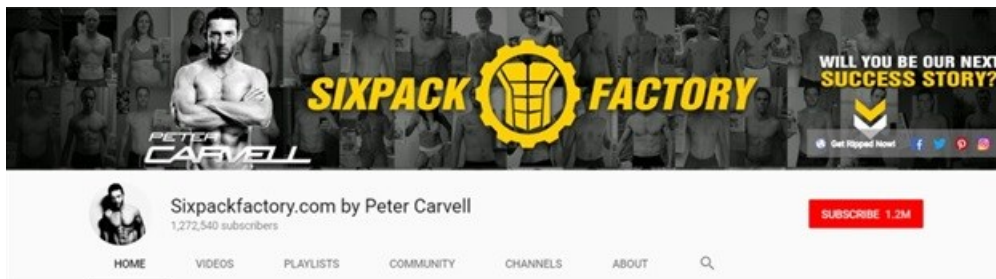 WILL YOU BE OUR NEXT
SUCCESS STORY?
SIXPACK FACTORY
PETER
CARVELL
Get Ripped Now!
Sixpackfactory.com by Peter Carvell
1,272,540 subscribers
SUBSCRIBE 1.2M
HOME VIDEOS PLAYLISTS COMMUNITY CHANNELS ABOUT